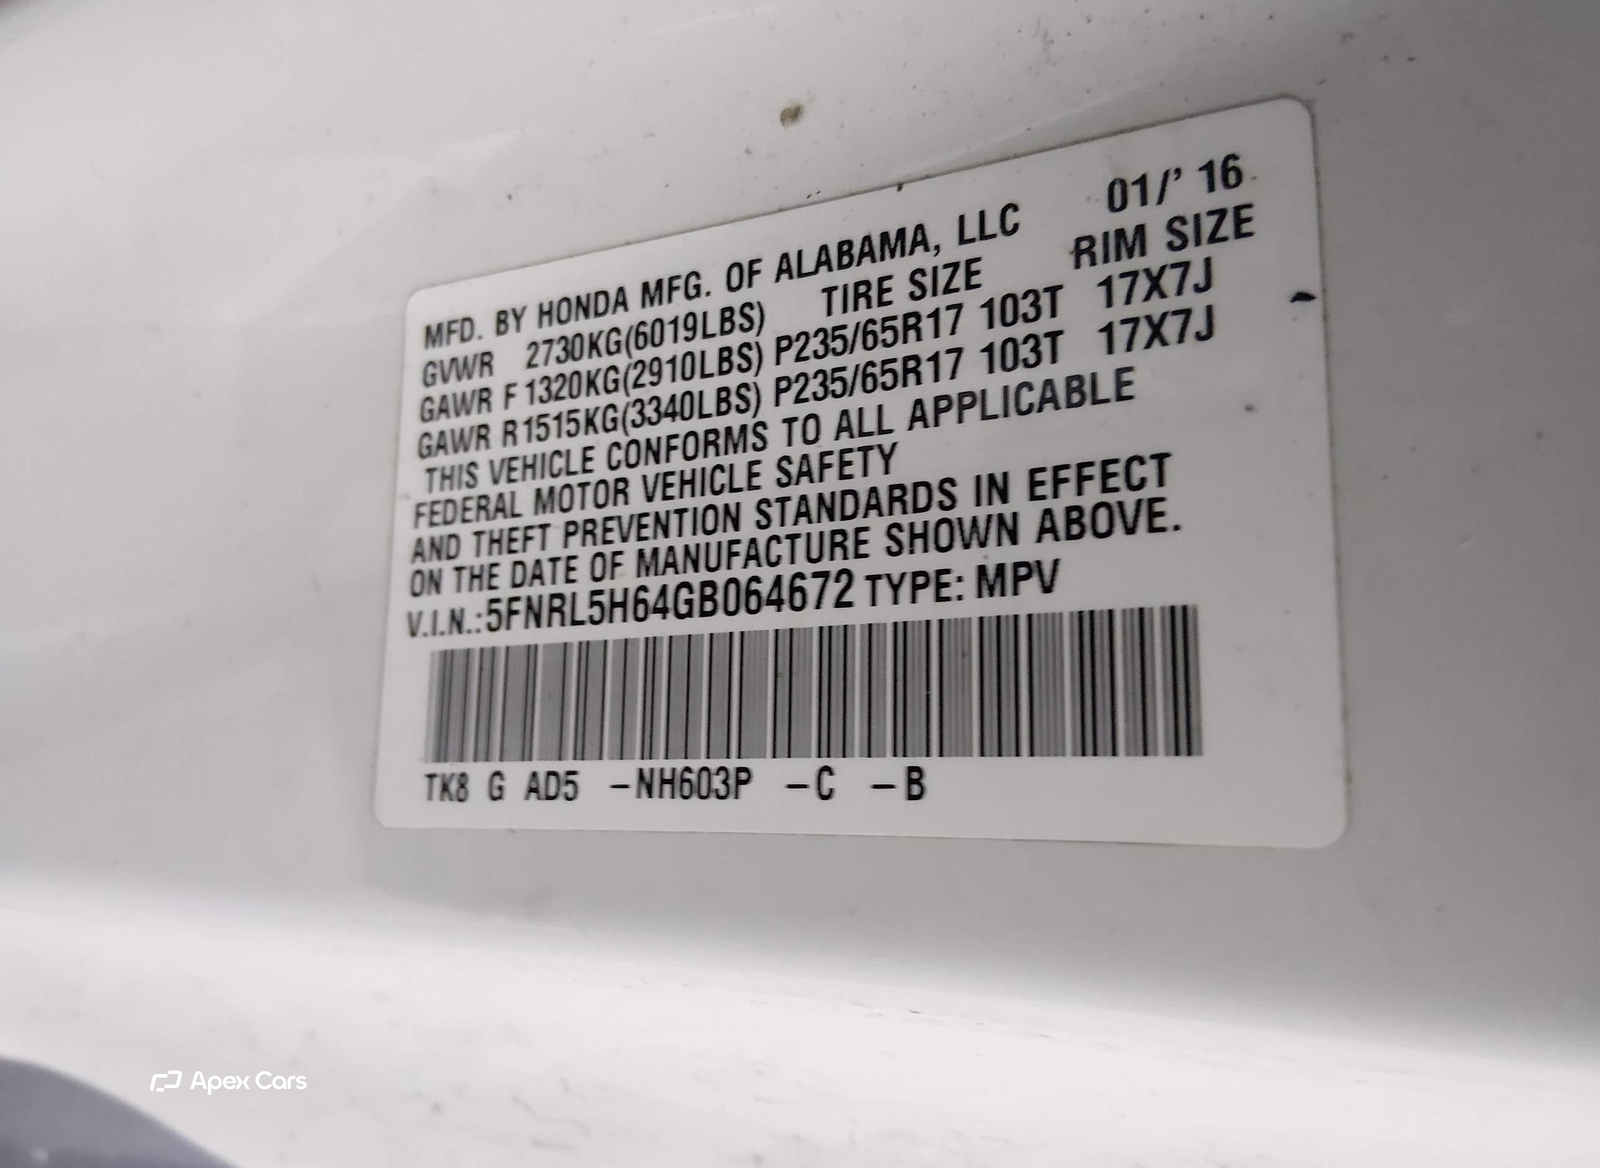 MFD. BY HONDA MFG. OF ALABAMA, LLC 01/' 16
GVWR 2730KG(6019LBS) TIRE SIZE RIM SIZE
GAWR F 1320KG(2910LBS) P235/65R17 103T 17X7J
GAWR R1515KG(3340LBS) P235/65R17 103T 17X7J
THIS VEHICLE CONFORMS TO ALL APPLICABLE
FEDERAL MOTOR VEHICLE SAFETY
AND THEFT PREVENTION STANDARDS IN EFFECT
ON THE DATE OF MANUFACTURE SHOWN ABOVE.
V.I.N.:5FNRL5H64GB064672 TYPE: MPV
TK8 G AD5 –NH603P –C –B
Apex Cars